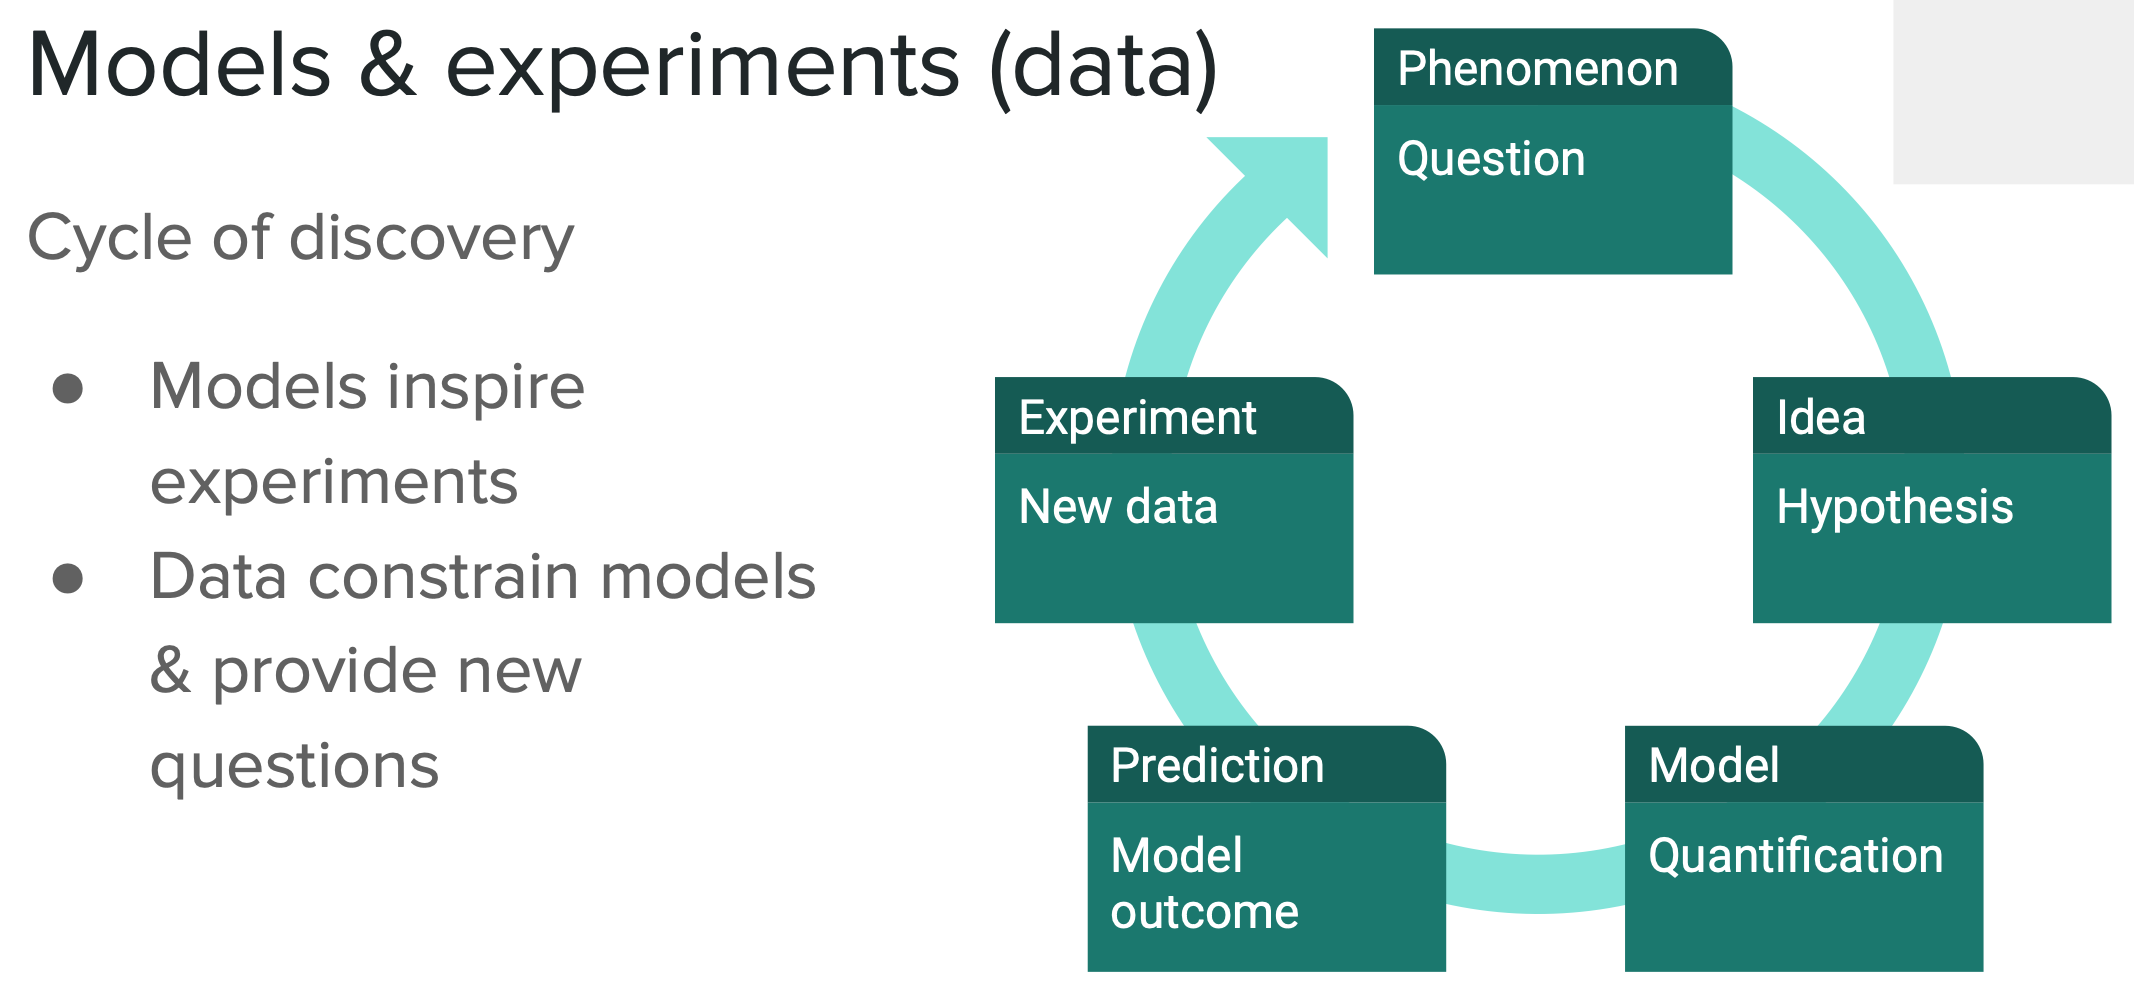 Models & experiments (data)
Cycle of discovery
● Models inspire
experiments
● Data constrain models
& provide new
questions
Phenomenon
Question
Idea
Hypothesis
Model
Quantification
Prediction
Model
outcome
Experiment
New data